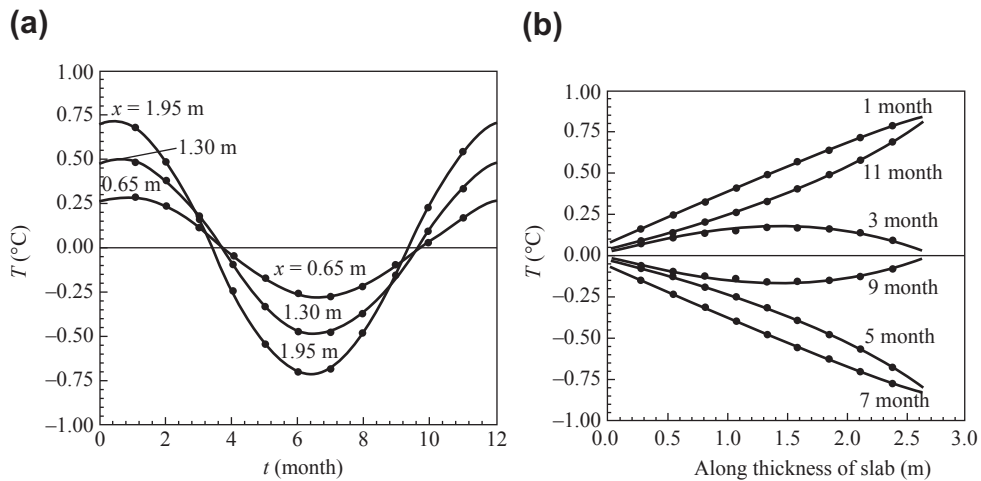 (a)
1.00
0.75
0.50
0.25
0.00
–0.25
–0.50
–0.75
–1.00
T (°C)
x = 1.95 m
1.30 m
0.65 m
x = 0.65 m
1.30 m
1.95 m
0 2 4 6 8 10 12
t (month)
(b)
1.00
0.75
0.50
0.25
0.00
–0.25
–0.50
–0.75
–1.00
T (°C)
1 month
11 month
3 month
9 month
5 month
7 month
0.0 0.5 1.0 1.5 2.0 2.5 3.0
Along thickness of slab (m)